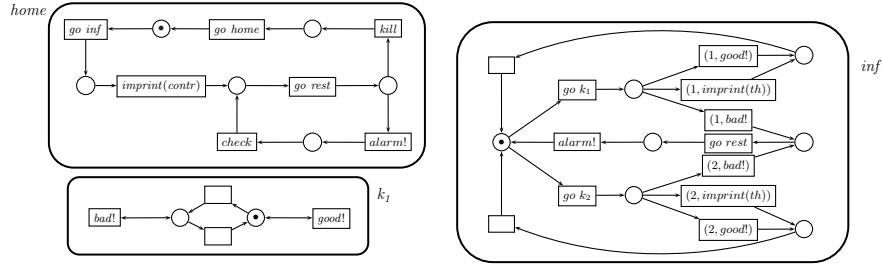 home
go inf
go home
kill
imprint(contr)
go rest
check
alarm!
k₁
bad!
good!
inf
(1, good!)
go k₁
(1, imprint(th))
(1, bad!
alarm!
go rest
(2, bad!)
go k₂
(2, imprint(th))
(2, good!)